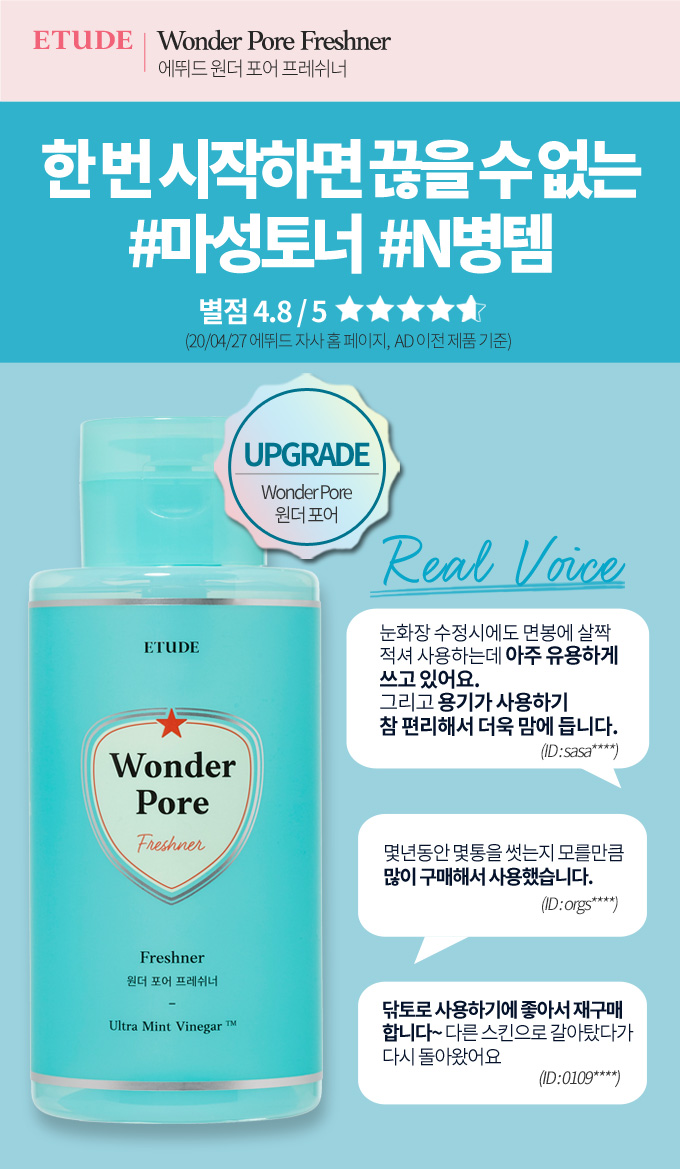 ETUDE
Wonder Pore Freshner
에뛰드 원더 포어 프레쉬너
한 번 시작하면 끊을 수 없는
#마성토너 #N병템
별점 4.8 / 5
(20/04/27 에뛰드 자사 홈 페이지, AD 이전 제품 기준)
UPGRADE
Wonder Pore
원더 포어
ETUDE
Wonder
Pore
Freshner
Freshner
원더 포어 프레쉬너
–
Ultra Mint Vinegar ™
Real Voice
눈화장 수정시에도 면봉에 살짝
적셔 사용하는데 아주 유용하게
쓰고 있어요.
그리고 용기가 사용하기
참 편리해서 더욱 맘에 듭니다.
(ID : sasa****)
몇년동안 몇통을 썻는지 모를만큼
많이 구매해서 사용했습니다.
(ID : orgs****)
닦토로 사용하기에 좋아서 재구매
합니다~ 다른 스킨으로 갈아탔다가
다시 돌아왔어요
(ID : 0109****)